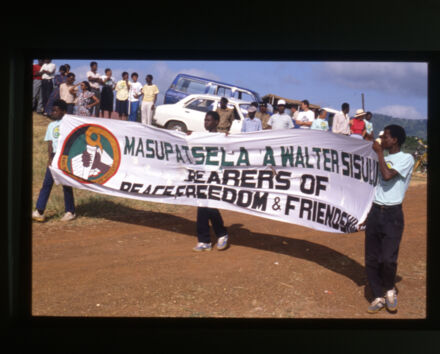 MASUPATSELA A WALTER SISULU
BEARERS OF
PEACE FREEDOM & FRIENDSHIP